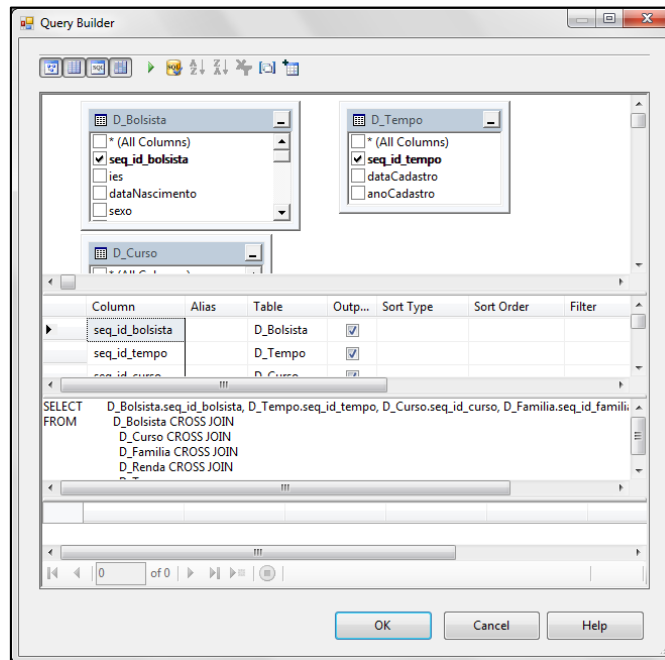 Query Builder
D_Bolsista
* (All Columns)
seq_id_bolsista
ies
dataNascimento
sexo
D_Tempo
* (All Columns)
seq_id_tempo
dataCadastro
anoCadastro
D_Curso
Column Alias Table Outp... Sort Type Sort Order Filter
seq_id_bolsista D_Bolsista
seq_id_tempo D_Tempo
seq_id_curso D_Curso
SELECT D_Bolsista.seq_id_bolsista, D_Tempo.seq_id_tempo, D_Curso.seq_id_curso, D_Familia.seq_id_famili
FROM D_Bolsista CROSS JOIN
D_Curso CROSS JOIN
D_Familia CROSS JOIN
D_Renda CROSS JOIN
0 of 0
OK Cancel Help